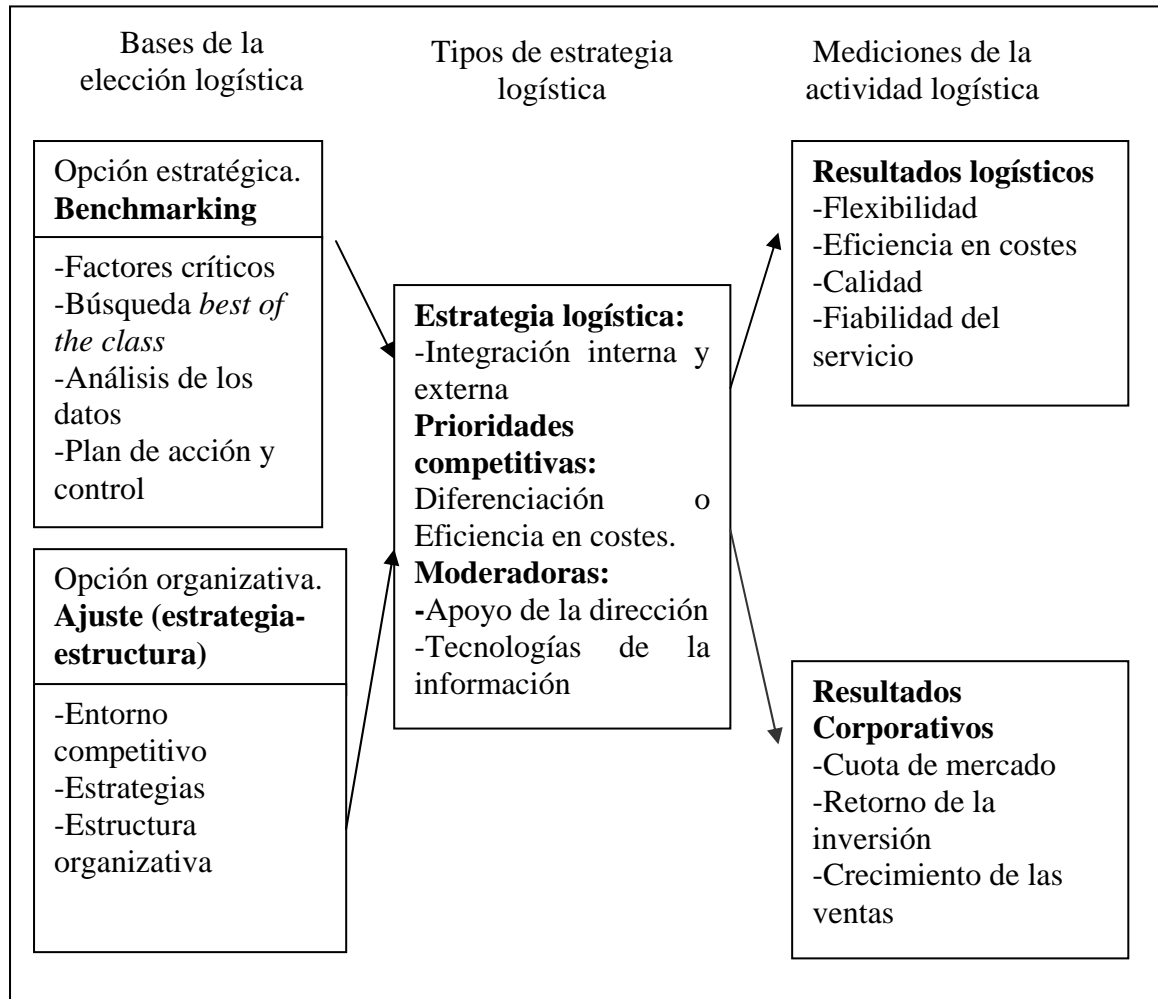 Bases de la
elección logística
Tipos de estrategia
logística
Mediciones de la
actividad logística
Opción estratégica.
Benchmarking
-Factores críticos
-Búsqueda best of
the class
-Análisis de los
datos
-Plan de acción y
control
Opción organizativa.
Ajuste (estrategia-
estructura)
-Entorno
competitivo
-Estrategias
-Estructura
organizativa
Estrategia logística:
-Integración interna y
externa
Prioridades
competitivas:
Diferenciación o
Eficiencia en costes.
Moderadoras:
-Apoyo de la dirección
-Tecnologías de la
información
Resultados logísticos
-Flexibilidad
-Eficiencia en costes
-Calidad
-Fiabilidad del
servicio
Resultados
Corporativos
-Cuota de mercado
-Retorno de la
inversión
-Crecimiento de las
ventas